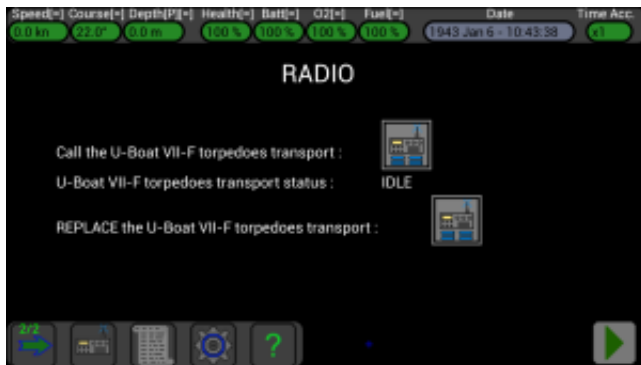 Speed[=] Course[=] Depth[P][=] Health[=] Batt[=] O2[=] Fuel[=] Date Time Acc.
0.0 kn 22.0° 0.0 m 100 % 100 % 100 % 100 % 1943 Jan 6 - 10:43:38 x1
RADIO
Call the U-Boat VII-F torpedoes transport :
U-Boat VII-F torpedoes transport status : IDLE
REPLACE the U-Boat VII-F torpedoes transport :
2/2
?